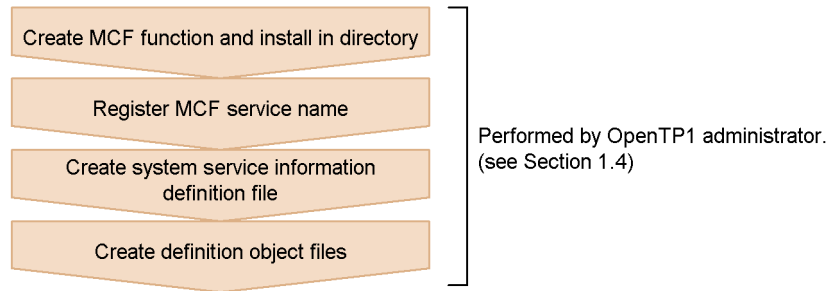 Create MCF function and install in directory
Register MCF service name
Create system service information
definition file
Create definition object files
Performed by OpenTP1 administrator.
(see Section 1.4)